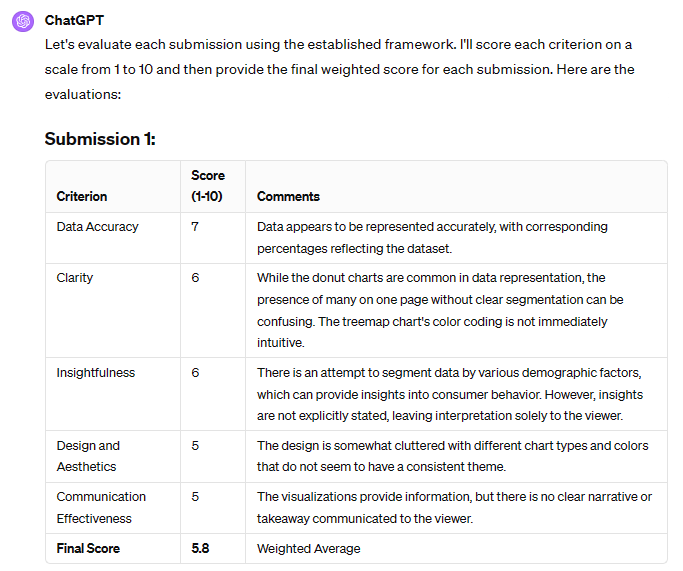 ChatGPT
Let's evaluate each submission using the established framework. I'll score each criterion on a
scale from 1 to 10 and then provide the final weighted score for each submission. Here are the
evaluations:
Submission 1:
Criterion
Score
(1-10)
Comments
Data Accuracy
7
Data appears to be represented accurately, with corresponding
percentages reflecting the dataset.
Clarity
6
While the donut charts are common in data representation, the
presence of many on one page without clear segmentation can be
confusing. The treemap chart's color coding is not immediately
intuitive.
Insightfulness
6
There is an attempt to segment data by various demographic factors,
which can provide insights into consumer behavior. However, insights
are not explicitly stated, leaving interpretation solely to the viewer.
Design and
Aesthetics
5
The design is somewhat cluttered with different chart types and colors
that do not seem to have a consistent theme.
Communication
Effectiveness
5
The visualizations provide information, but there is no clear narrative or
takeaway communicated to the viewer.
Final Score
5.8
Weighted Average